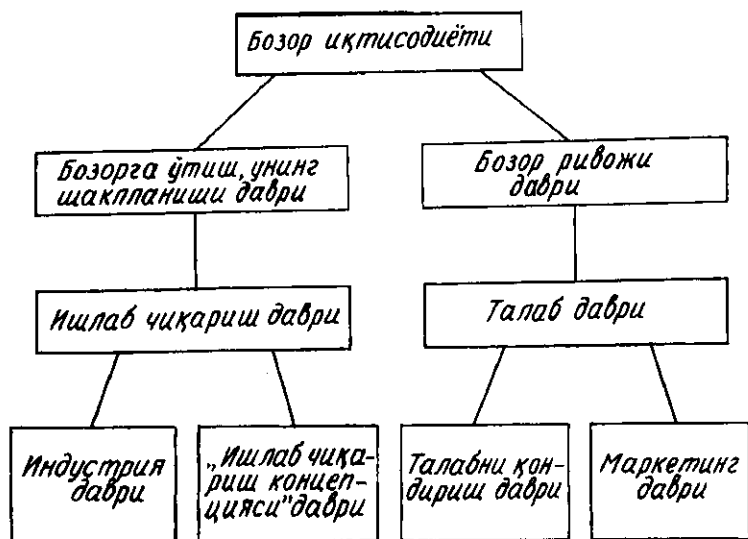 Бозор иқтисодиёти
Бозорга ўтиш, унинг
шаклланиши даври
Бозор ривожи
даври
Ишлаб чиқариш даври
Талаб даври
Индустрия
даври
„Ишлаб чиқа-
риш концеп-
цияси” даври
Талабни қон-
дириш даври
Маркетинг
даври